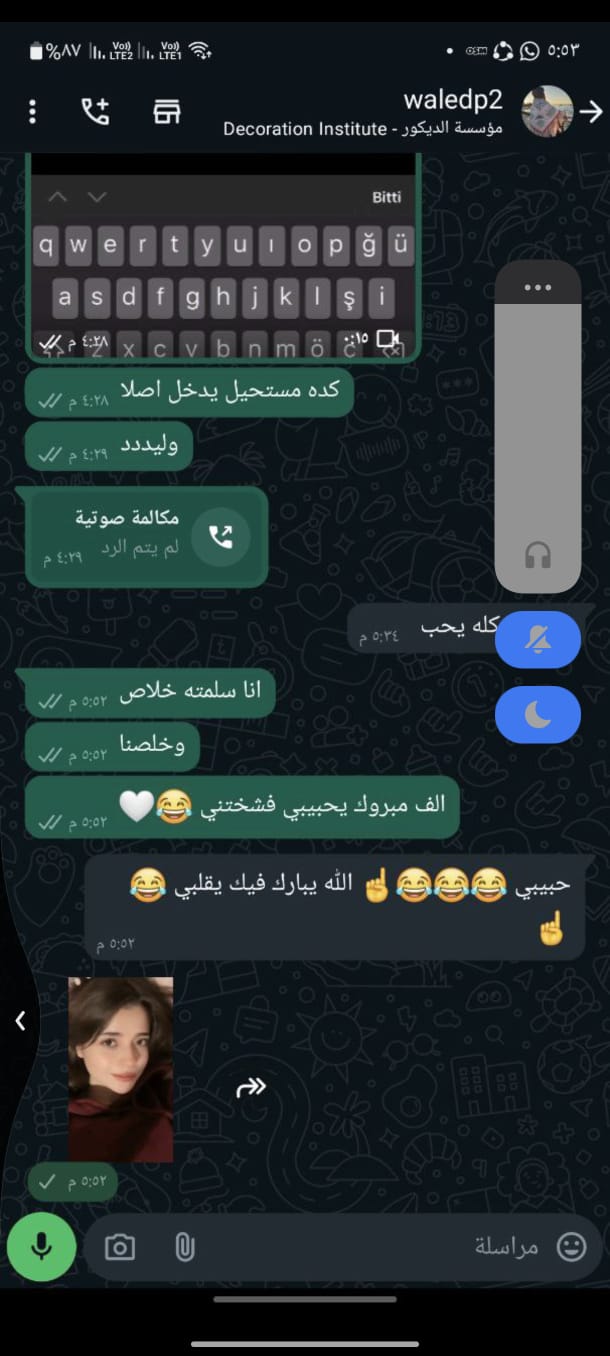 ٥:٥٣
%٨٧
Vo))
LTE2
Vo))
LTE1
waledp2
مؤسسة الديكور - Decoration Institute
Bitti
q w e r t y u ı o p ğ ü
a s d f g h j k l ş i
z x c v b n m ö ç
٠:١٥
٤:٢٨ م
كده مستحيل يدخل اصلا
٤:٢٨ م
وليددد
٤:٢٩ م
مكالمة صوتية
لم يتم الرد
٤:٢٩ م
كله يحب
٥:٣٤ م
انا سلمته خلاص
٥:٥٢ م
وخلصنا
٥:٥٢ م
الف مبروك يحبيبي فشختني 😂🤍
٥:٥٢ م
حبيبي 😂😂😂☝️ الله يبارك فيك يقلبي 😂
☝️
٥:٥٢ م
٥:٥٢ م
مراسلة